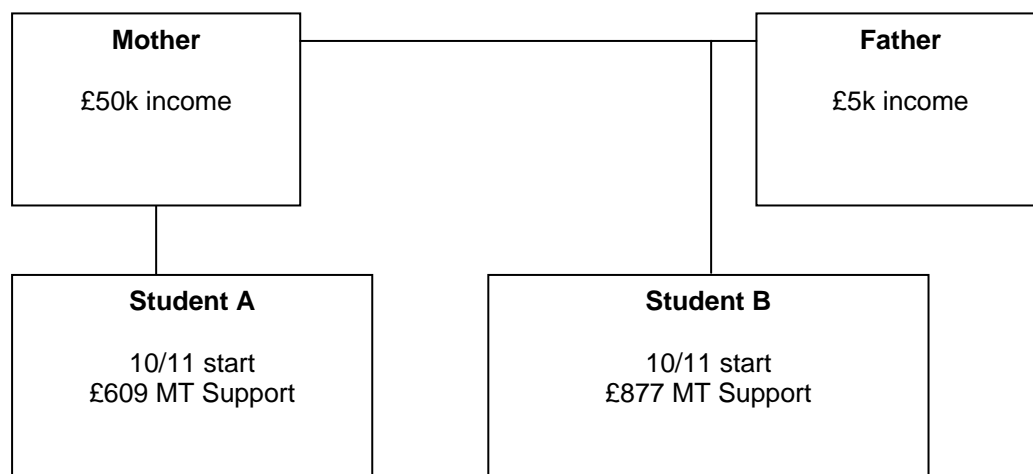 Mother
£50k income
Father
£5k income
Student A
10/11 start
£609 MT Support
Student B
10/11 start
£877 MT Support